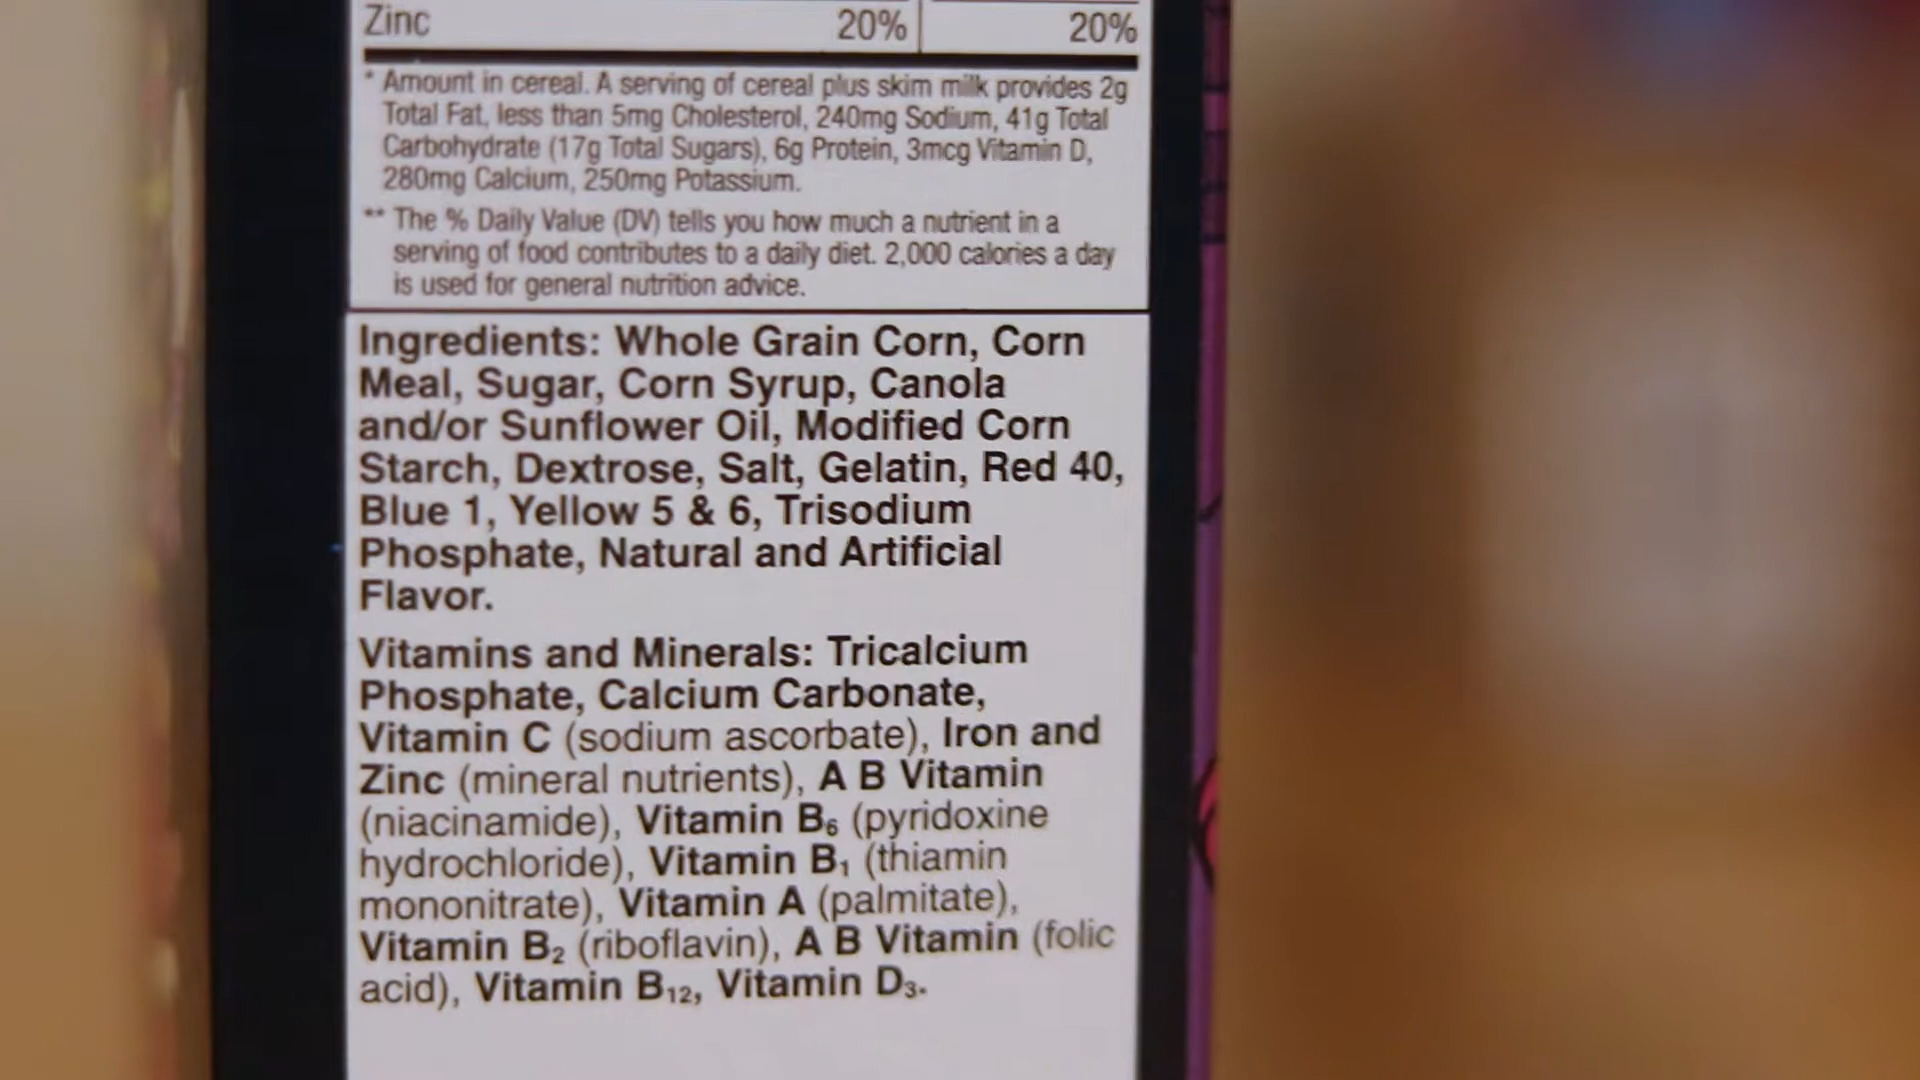 Zinc 20% 20%
* Amount in cereal. A serving of cereal plus skim milk provides 2g
Total Fat, less than 5mg Cholesterol, 240mg Sodium, 41g Total
Carbohydrate (17g Total Sugars), 6g Protein, 3mcg Vitamin D,
280mg Calcium, 250mg Potassium.
** The % Daily Value (DV) tells you how much a nutrient in a
serving of food contributes to a daily diet. 2,000 calories a day
is used for general nutrition advice.
Ingredients: Whole Grain Corn, Corn
Meal, Sugar, Corn Syrup, Canola
and/or Sunflower Oil, Modified Corn
Starch, Dextrose, Salt, Gelatin, Red 40,
Blue 1, Yellow 5 & 6, Trisodium
Phosphate, Natural and Artificial
Flavor.
Vitamins and Minerals: Tricalcium
Phosphate, Calcium Carbonate,
Vitamin C (sodium ascorbate), Iron and
Zinc (mineral nutrients), A B Vitamin
(niacinamide), Vitamin B₆ (pyridoxine
hydrochloride), Vitamin B₁ (thiamin
mononitrate), Vitamin A (palmitate),
Vitamin B₂ (riboflavin), A B Vitamin (folic
acid), Vitamin B₁₂, Vitamin D₃.